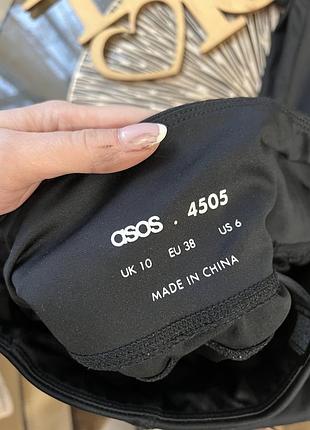 asos . 4505
UK 10 EU 38 US 6
MADE IN CHINA